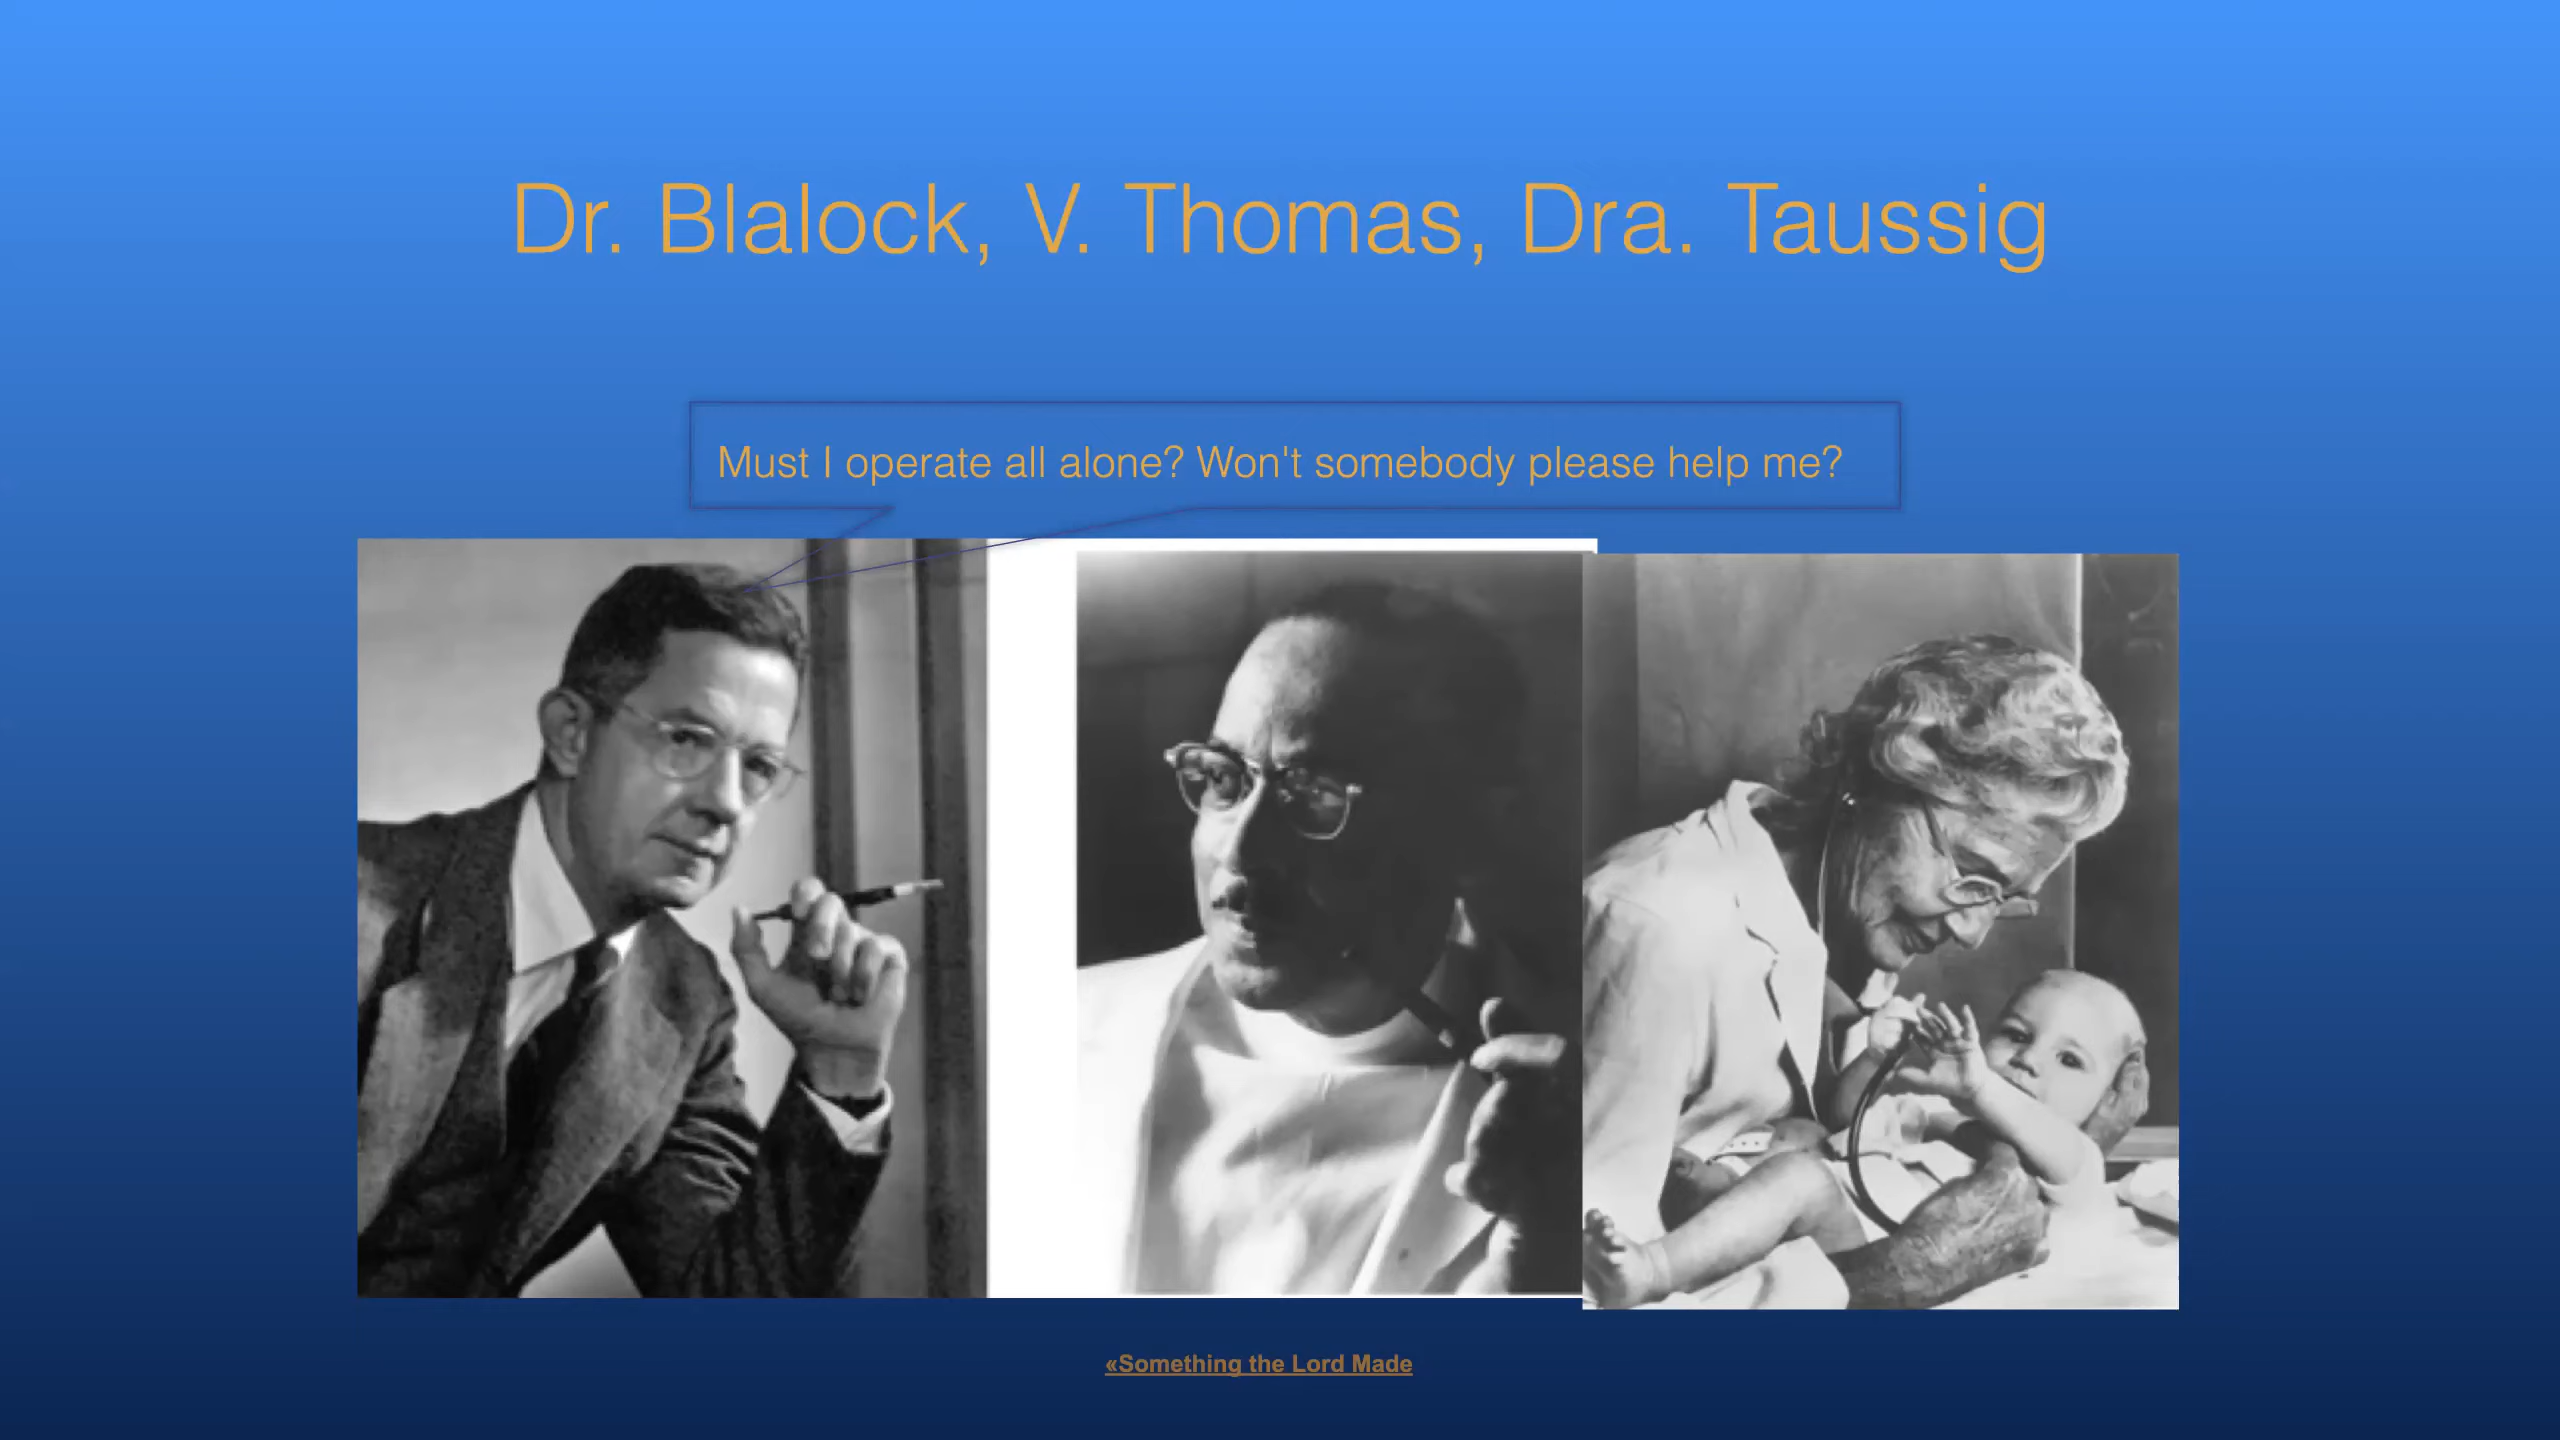 Dr. Blalock, V. Thomas, Dra. Taussig
Must I operate all alone? Won't somebody please help me?
«Something the Lord Made